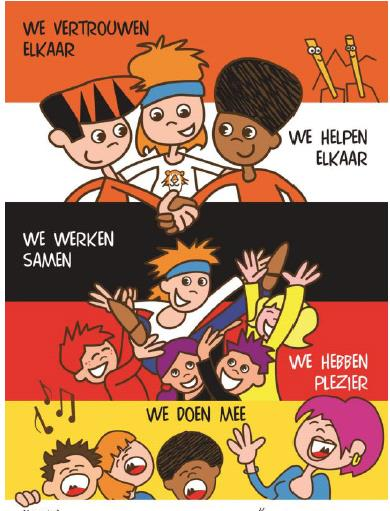 WE VERTROUWEN
ELKAAR
WE HELPEN
ELKAAR
WE WERKEN
SAMEN
WE HEBBEN
PLEZIER
WE DOEN MEE